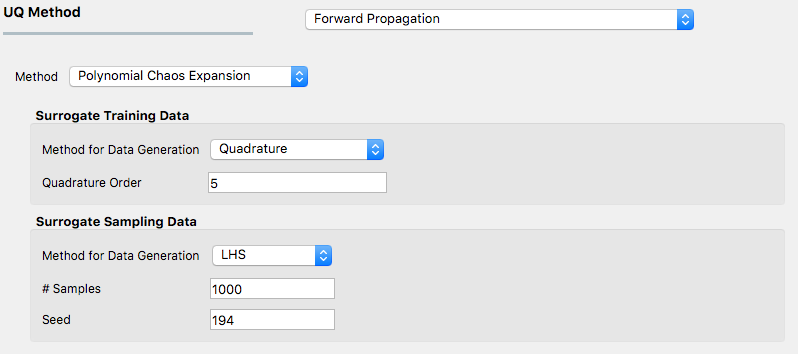 UQ Method Forward Propagation
Method Polynomial Chaos Expansion
Surrogate Training Data
Method for Data Generation Quadrature
Quadrature Order 5
Surrogate Sampling Data
Method for Data Generation LHS
# Samples 1000
Seed 194